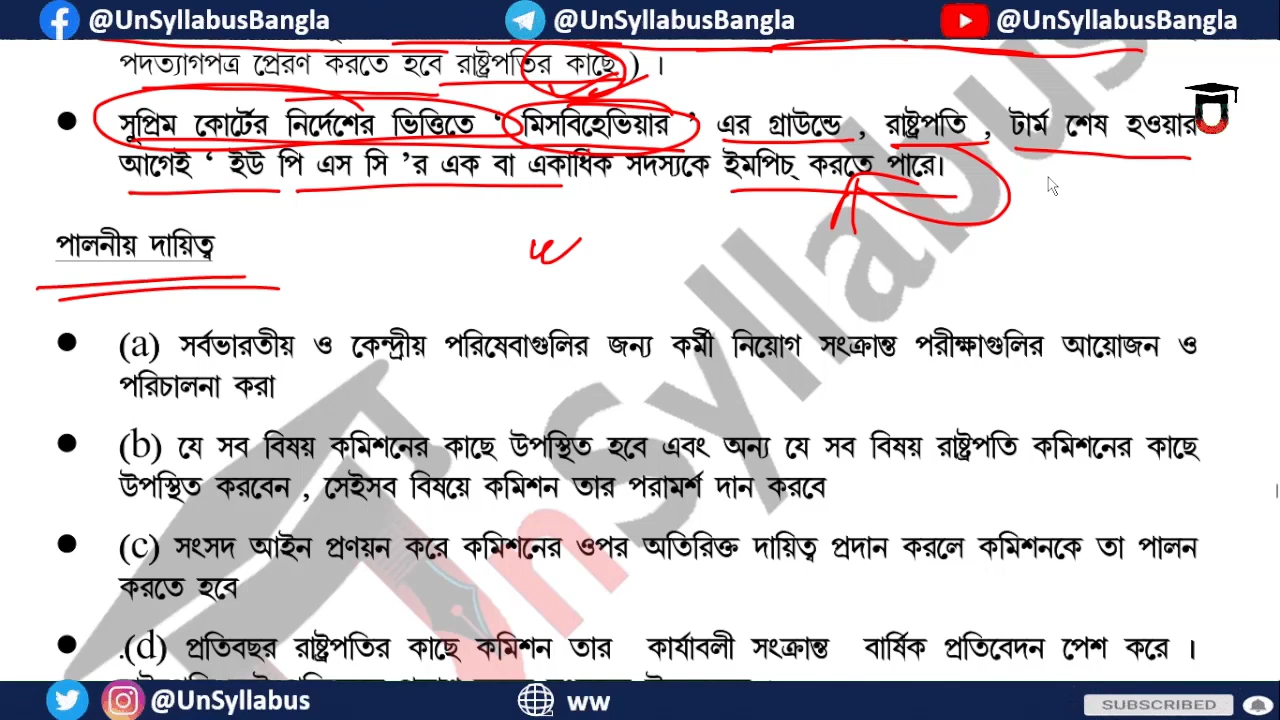 @UnSyllabusBangla @UnSyllabusBangla @UnSyllabusBangla
পদত্যাগপত্র প্রেরণ করতে হবে রাষ্ট্রপতির কাছে ) ।
● সুপ্রিম কোর্টের নির্দেশের ভিত্তিতে ‘ মিসবিহেভিয়ার ’ এর গ্রাউন্ডে , রাষ্ট্রপতি , টার্ম শেষ হওয়ার
আগেই ‘ ইউ পি এস সি ’র এক বা একাধিক সদস্যকে ইমপিচ্ করতে পারে।
পালনীয় দায়িত্ব
● (a) সর্বভারতীয় ও কেন্দ্রীয় পরিষেবাগুলির জন্য কর্মী নিয়োগ সংক্রান্ত পরীক্ষাগুলির আয়োজন ও
পরিচালনা করা
● (b) যে সব বিষয় কমিশনের কাছে উপস্থিত হবে এবং অন্য যে সব বিষয় রাষ্ট্রপতি কমিশনের কাছে
উপস্থিত করবেন , সেইসব বিষয়ে কমিশন তার পরামর্শ দান করবে
● (c) সংসদ আইন প্রণয়ন করে কমিশনের ওপর অতিরিক্ত দায়িত্ব প্রদান করলে কমিশনকে তা পালন
করতে হবে
● .(d) প্রতিবছর রাষ্ট্রপতির কাছে কমিশন তার কার্যাবলী সংক্রান্ত বার্ষিক প্রতিবেদন পেশ করে ।
@UnSyllabus ww SUBSCRIBED
UnSyllabus